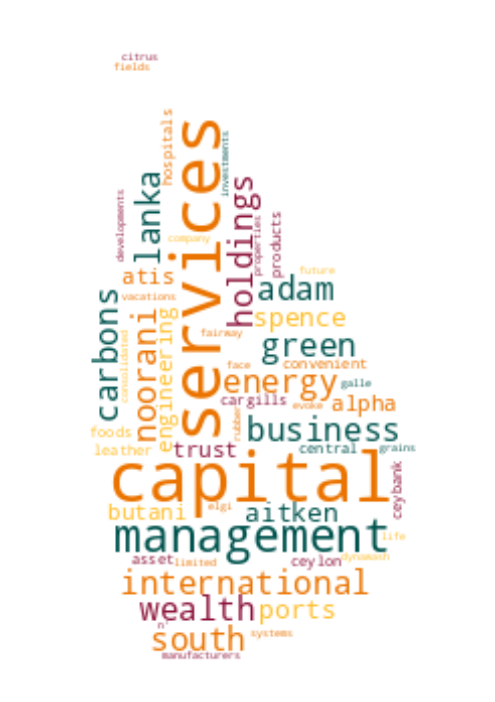 citrus
fields
hospitals
services
investments
lanka
developments
holdings
properties
products
company
future
atis
adam
vacations
carbons
noorani
engineering
consolidated
spence
fairway
green
convenient
face
energy
galle
cargills
evoke
alpha
rubber
foods
business
leather
trust
central
grains
capital
ceybank
butani
elgi
aitken
management
life
dynawash
asset
limited
ceylon
international
wealth
ports
n'
south
systems
manufacturers